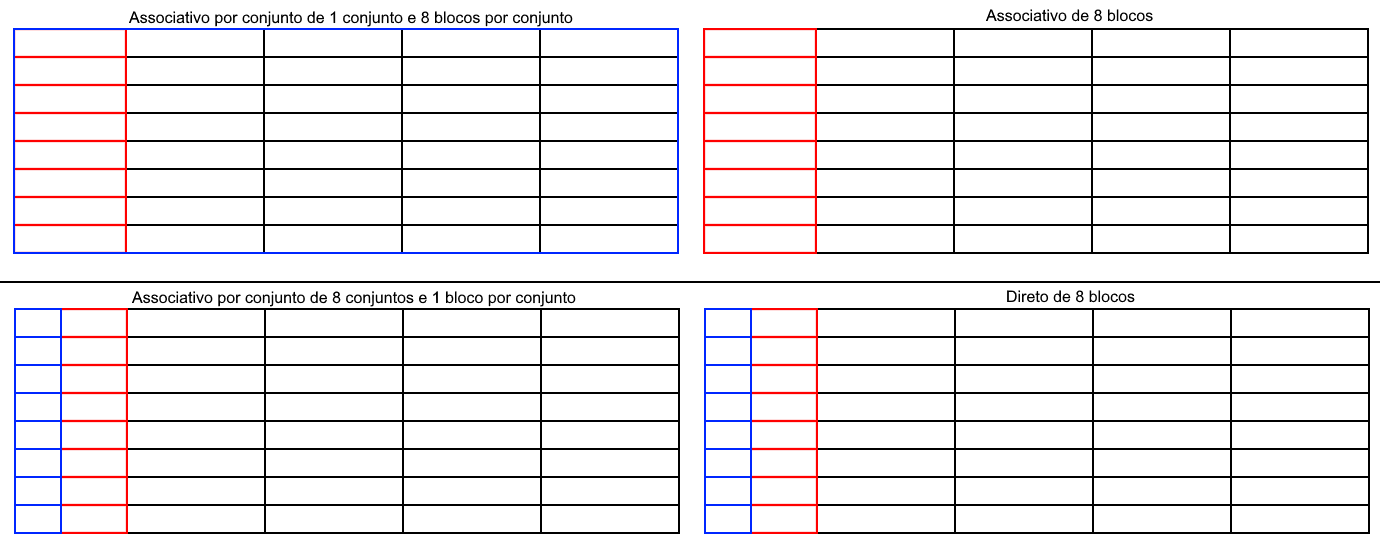 Associativo por conjunto de 1 conjunto e 8 blocos por conjunto
Associativo de 8 blocos
Associativo por conjunto de 8 conjuntos e 1 bloco por conjunto
Direto de 8 blocos